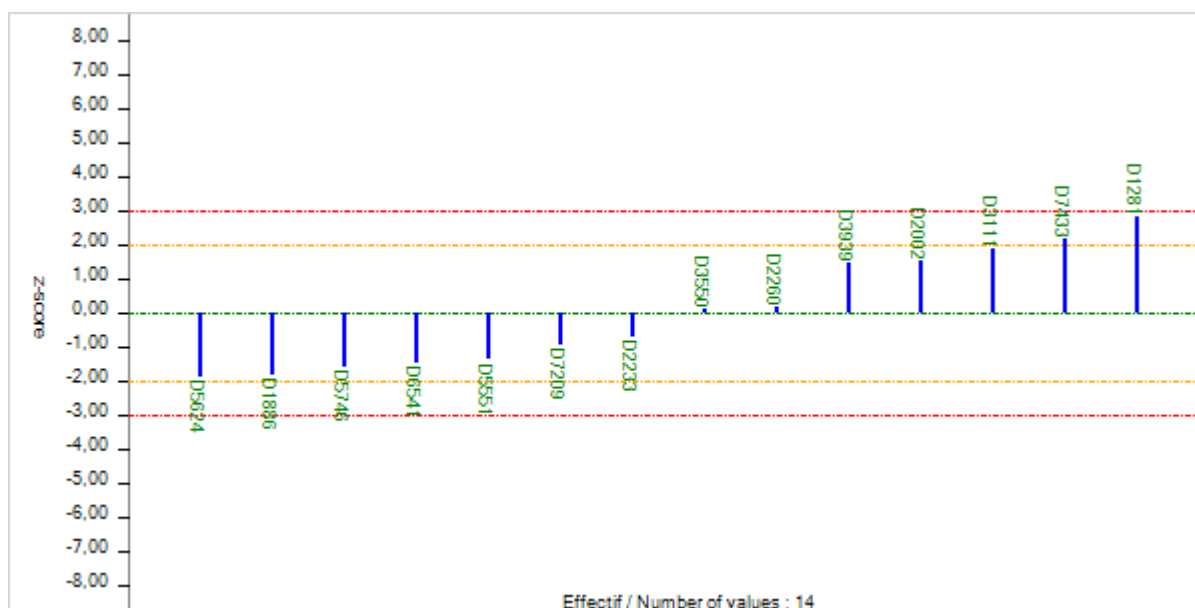 8,00
7,00
6,00
5,00
4,00
3,00
2,00
1,00
0,00
-1,00
-2,00
-3,00
-4,00
-5,00
-6,00
-7,00
-8,00
z-score
D5624
D1886
D5746
D6541
D5551
D7209
D2233
D3550
D2260
D3939
D2002
D3111
D7433
D1281
Effectif / Number of values : 14